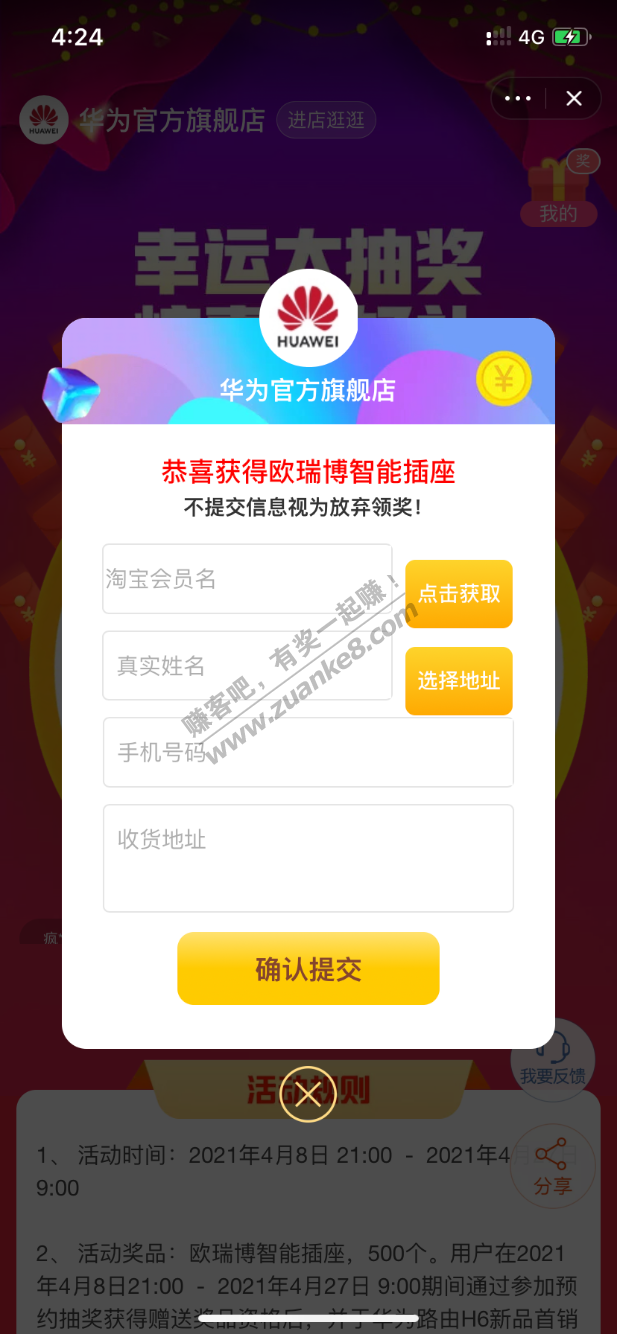 4:24
4G
HUAWEI
华为官方旗舰店
进店逛逛
奖
我的
幸运大抽奖
HUAWEI
华为官方旗舰店
恭喜获得欧瑞博智能插座
不提交信息视为放弃领奖!
淘宝会员名
点击获取
真实姓名
选择地址
手机号码
收货地址
赚客吧，有奖一起赚！
www.zuanke8.com
确认提交
疯
我要反馈
活动规则
1、 活动时间：2021年4月8日 21:00 - 2021年4
9:00
分享
2、 活动奖品：欧瑞博智能插座，500个。用户在2021
年4月8日21:00 - 2021年4月27日 9:00期间通过参加预
约抽奖获得赠送奖品资格后，并于华为路由H6新品首销